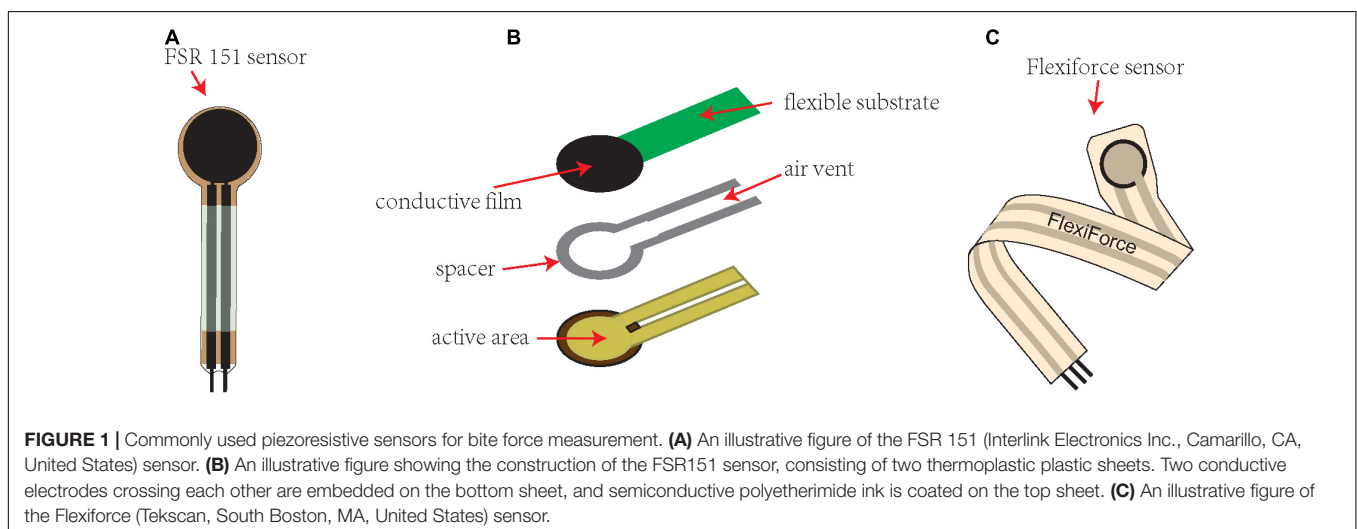 A
FSR 151 sensor
B
flexible substrate
air vent
conductive film
spacer
active area
C
Flexiforce sensor
FlexiForce
FIGURE 1 | Commonly used piezoresistive sensors for bite force measurement. (A) An illustrative figure of the FSR 151 (Interlink Electronics Inc., Camarillo, CA,
United States) sensor. (B) An illustrative figure showing the construction of the FSR151 sensor, consisting of two thermoplastic plastic sheets. Two conductive
electrodes crossing each other are embedded on the bottom sheet, and semiconductive polyetherimide ink is coated on the top sheet. (C) An illustrative figure of
the Flexiforce (Tekscan, South Boston, MA, United States) sensor.